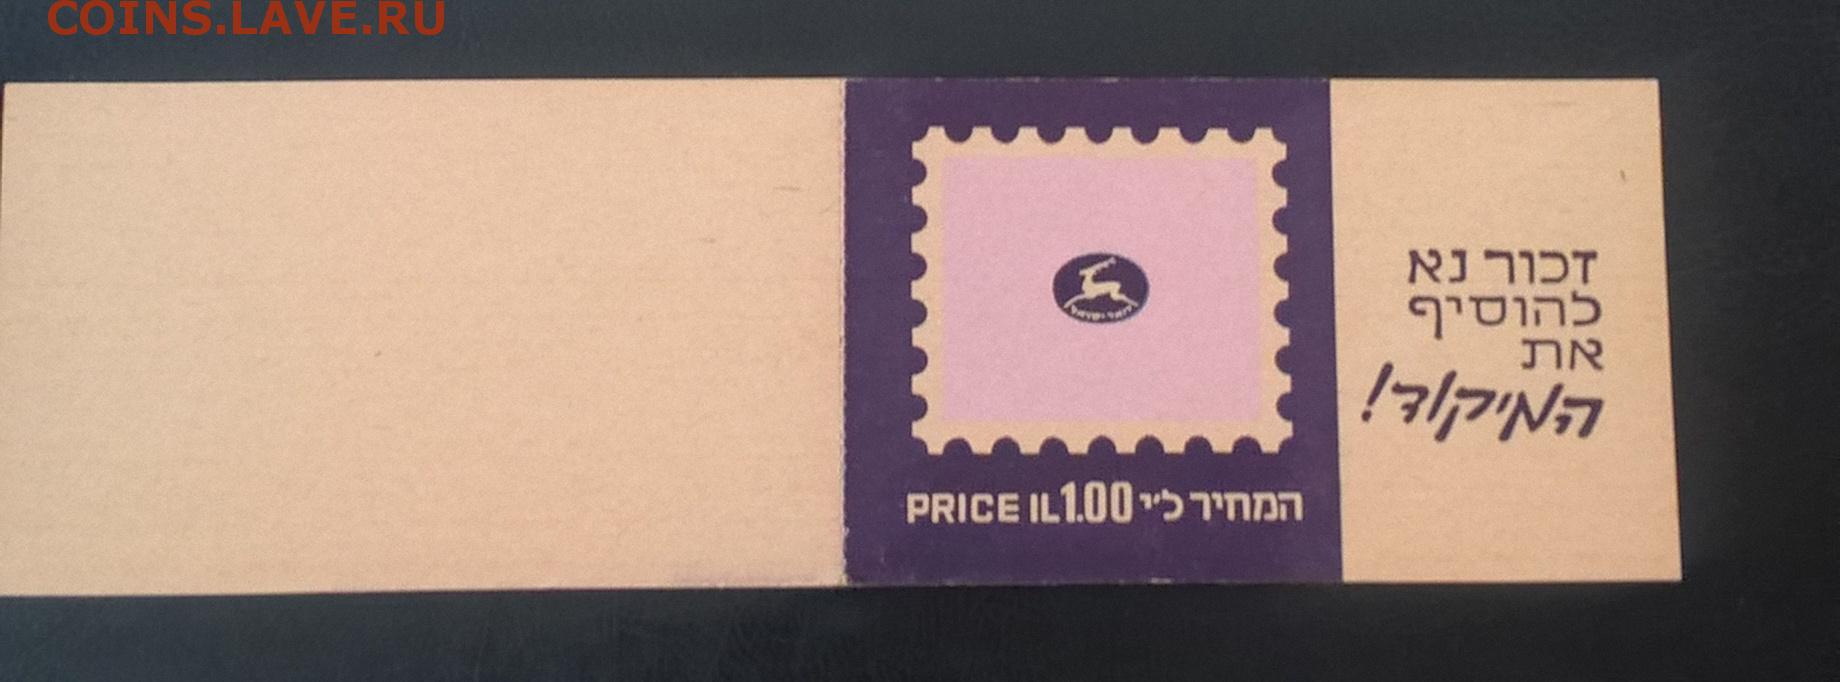 COINS.LAVE.RU
זכור נא
להוסיף
את
המיקוד!
PRICE IL1.00 המחיר ל״י